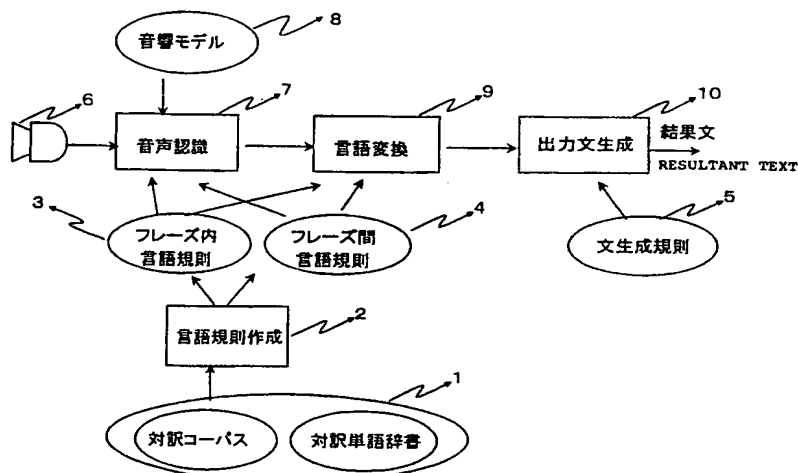 音響モデル
8
6
7
9
10
音声認識
言語変換
出力文生成
結果文
RESULTANT TEXT
3
フレーズ内
言語規則
フレーズ間
言語規則
4
5
文生成規則
言語規則作成
2
1
対訳コーパス
対訳単語辞書